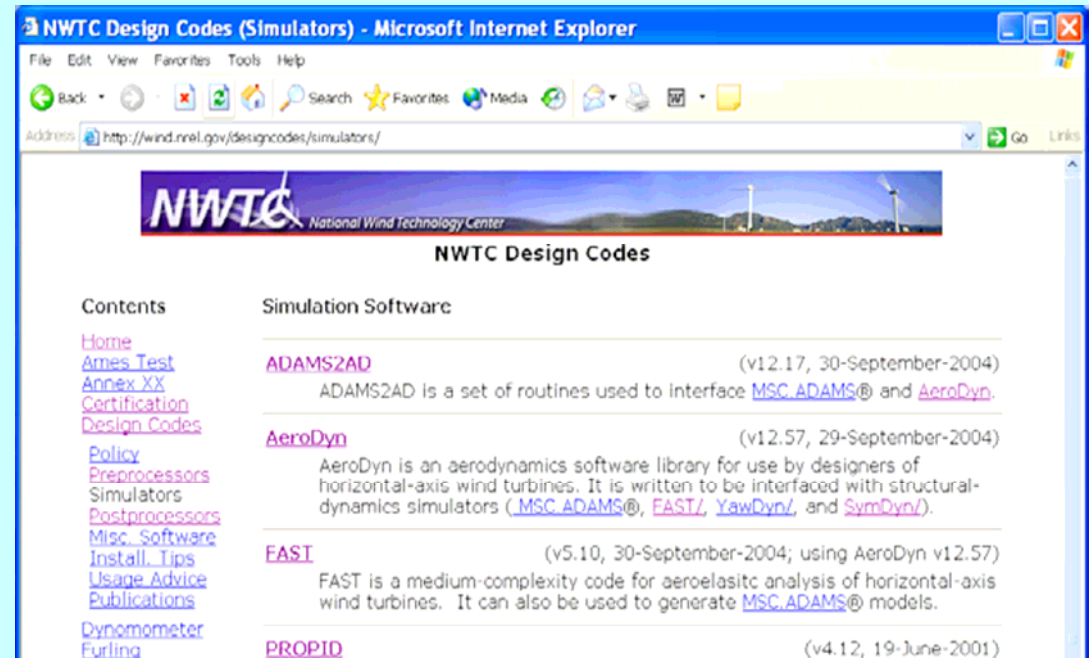 NWTC Design Codes (Simulators) - Microsoft Internet Explorer
File Edit View Favorites Tools Help
Back Search Favorites Media
Address http://wind.nrel.gov/designcodes/simulators/ Go Links
NWTC National Wind Technology Center
NWTC Design Codes
Contents
Home
Ames Test
Annex XX
Certification
Design Codes
Policy
Preprocessors
Simulators
Postprocessors
Misc. Software
Install. Tips
Usage Advice
Publications
Dynomometer
Furling
Simulation Software
ADAMS2AD (v12.17, 30-September-2004)
ADAMS2AD is a set of routines used to interface MSC.ADAMS® and AeroDyn.
AeroDyn (v12.57, 29-September-2004)
AeroDyn is an aerodynamics software library for use by designers of
horizontal-axis wind turbines. It is written to be interfaced with structural-
dynamics simulators ( MSC.ADAMS®, FAST/, YawDyn/, and SymDyn/).
FAST (v5.10, 30-September-2004; using AeroDyn v12.57)
FAST is a medium-complexity code for aeroelasitc analysis of horizontal-axis
wind turbines. It can also be used to generate MSC.ADAMS® models.
PROPID (v4.12, 19-June-2001)